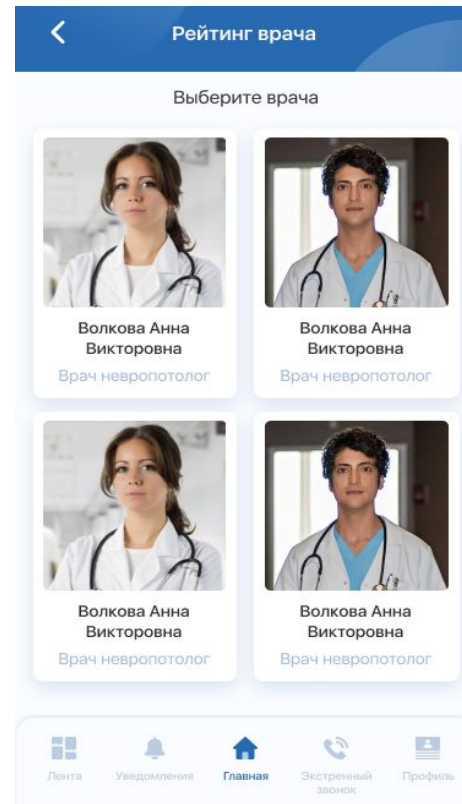 Рейтинг врача
Выберите врача
Волкова Анна
Викторовна
Врач невропотолог
Волкова Анна
Викторовна
Врач невропотолог
Волкова Анна
Викторовна
Врач невропотолог
Волкова Анна
Викторовна
Врач невропотолог
Лента
Уведомления
Главная
Экстренный
звонок
Профиль